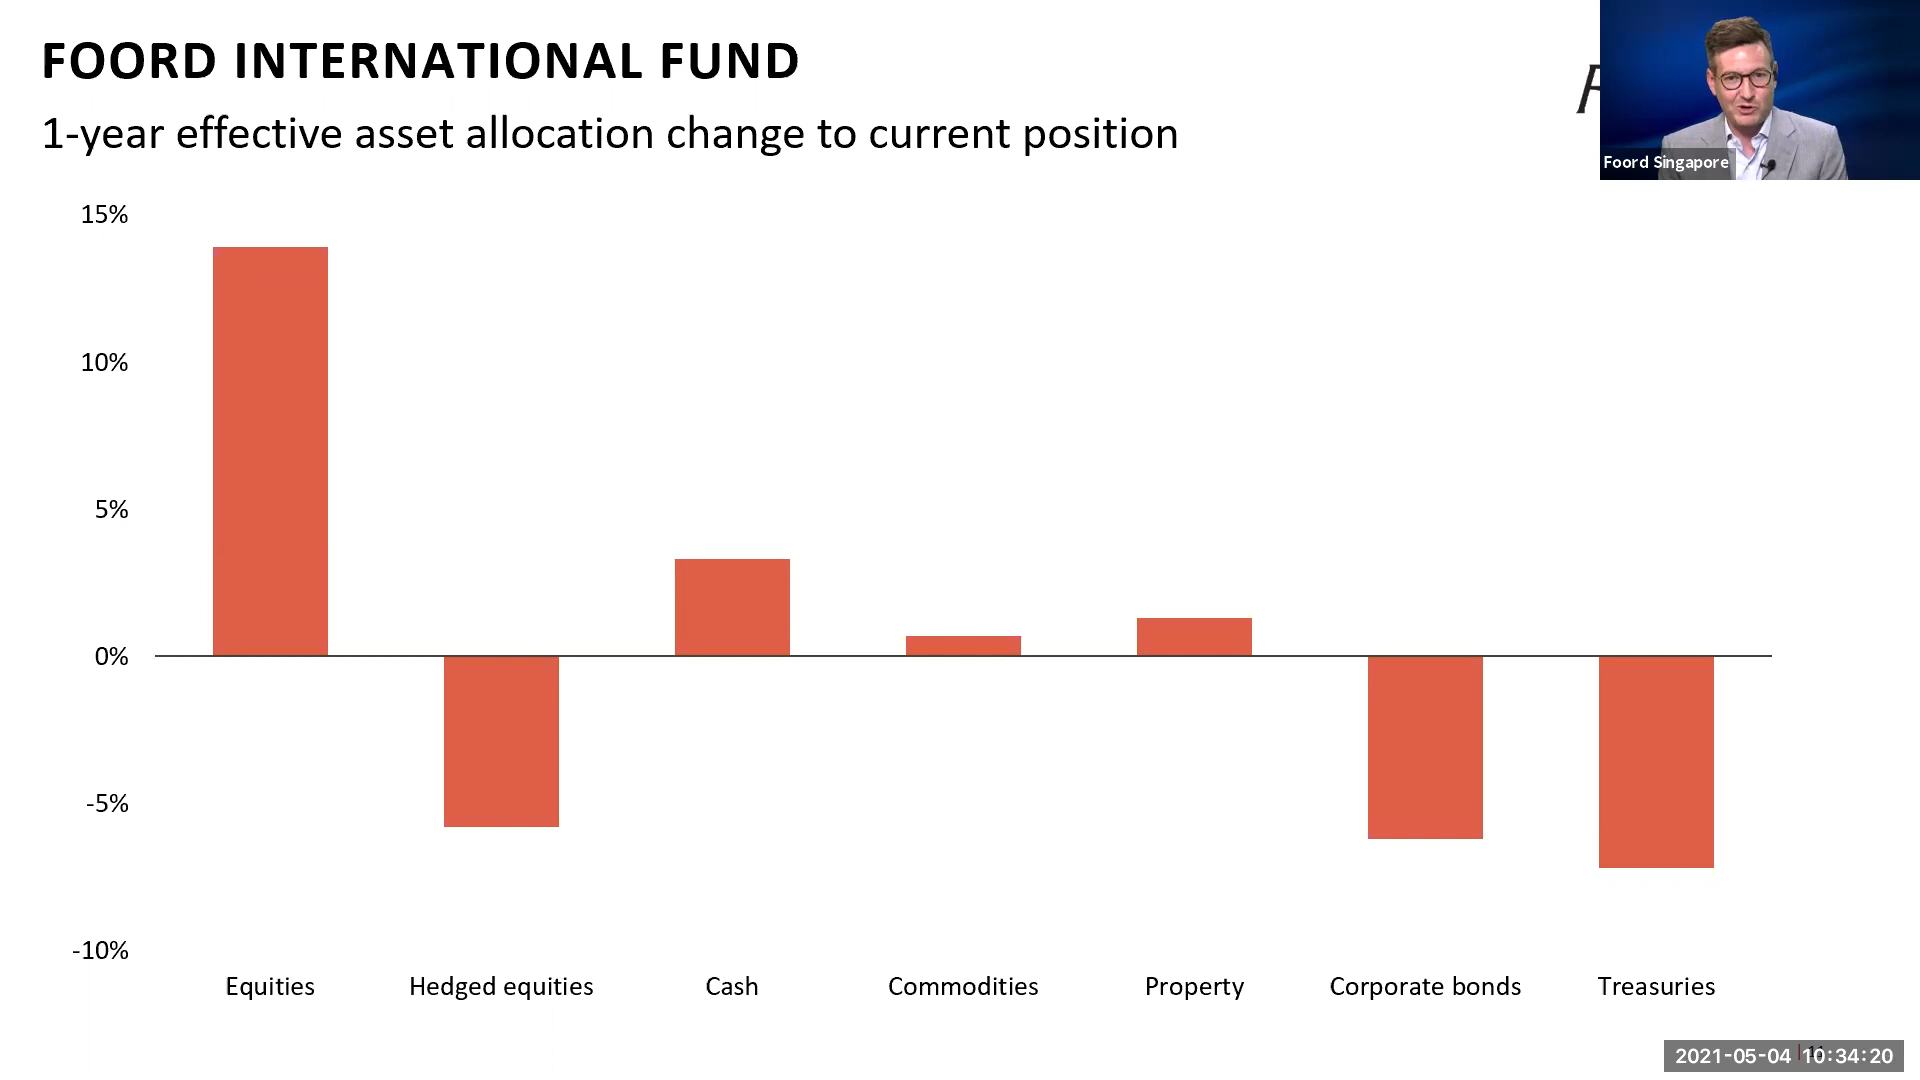 FOORD INTERNATIONAL FUND
1-year effective asset allocation change to current position
Foord Singapore
15%
10%
5%
0%
-5%
-10%
Equities
Hedged equities
Cash
Commodities
Property
Corporate bonds
Treasuries
2021-05-04 10:34:20